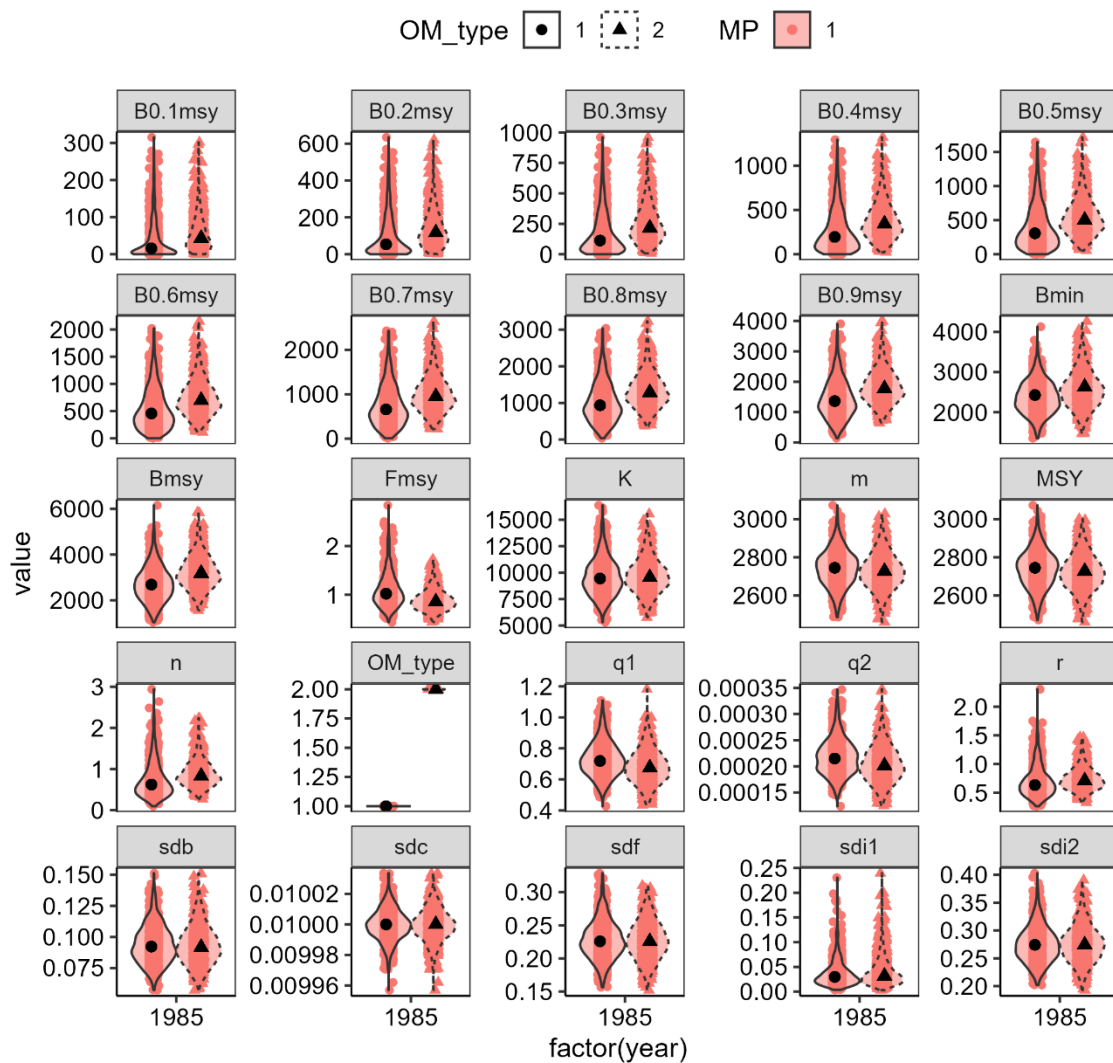 OM_type 1 2 MP 1
B0.1msy B0.2msy B0.3msy B0.4msy B0.5msy
300 200 100 0
600 400 200 0
1000 750 500 250 0
1000 500 0
1500 1000 500 0
B0.6msy B0.7msy B0.8msy B0.9msy Bmin
2000 1500 1000 500 0
2000 1000 0
3000 2000 1000 0
4000 3000 2000 1000 0
4000 3000 2000
Bmsy Fmsy K m MSY
6000 4000 2000
2 1
15000 12500 10000 7500 5000
3000 2800 2600
3000 2800 2600
n OM_type q1 q2 r
3 2 1 0
2.00 1.75 1.50 1.25 1.00
1.2 1.0 0.8 0.6 0.4
0.00035 0.00030 0.00025 0.00020 0.00015
2.0 1.5 1.0 0.5
sdb sdc sdf sdi1 sdi2
0.150 0.125 0.100 0.075
0.01002 0.01000 0.00998 0.00996
0.30 0.25 0.20 0.15
0.25 0.20 0.15 0.10 0.05 0.00
0.40 0.35 0.30 0.25 0.20
1985 1985 1985 1985 1985
value
factor(year)